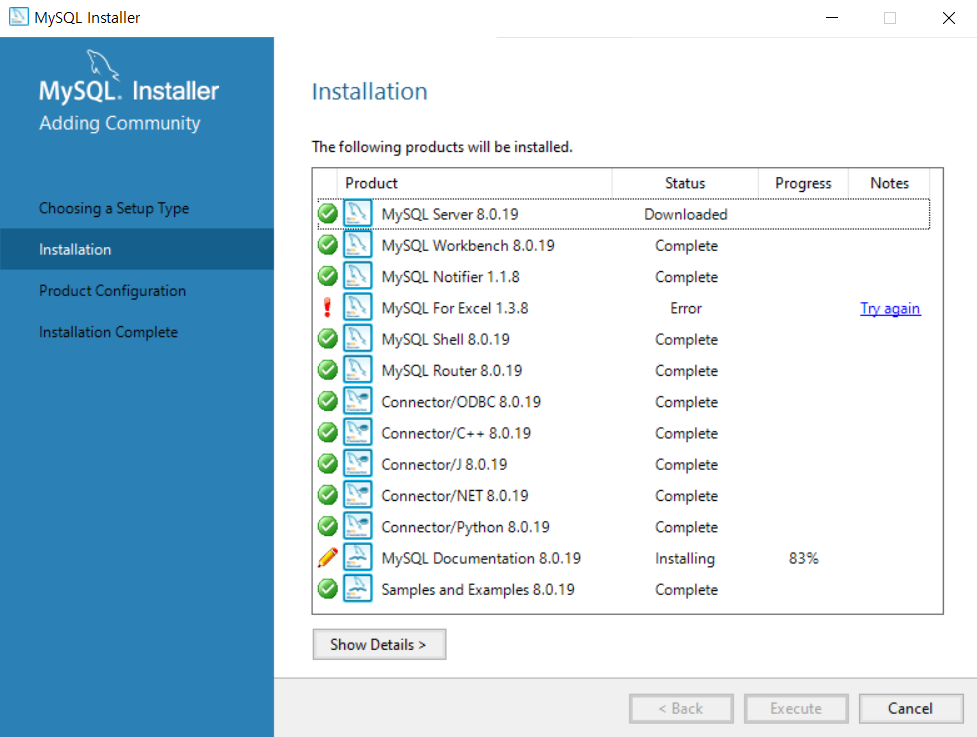 MySQL Installer
MySQL. Installer
Adding Community
Choosing a Setup Type
Installation
Product Configuration
Installation Complete
Installation
The following products will be installed.
Product Status Progress Notes
MySQL Server 8.0.19 Downloaded
MySQL Workbench 8.0.19 Complete
MySQL Notifier 1.1.8 Complete
MySQL For Excel 1.3.8 Error Try again
MySQL Shell 8.0.19 Complete
MySQL Router 8.0.19 Complete
Connector/ODBC 8.0.19 Complete
Connector/C++ 8.0.19 Complete
Connector/J 8.0.19 Complete
Connector/NET 8.0.19 Complete
Connector/Python 8.0.19 Complete
MySQL Documentation 8.0.19 Installing 83%
Samples and Examples 8.0.19 Complete
Show Details >
< Back Execute Cancel